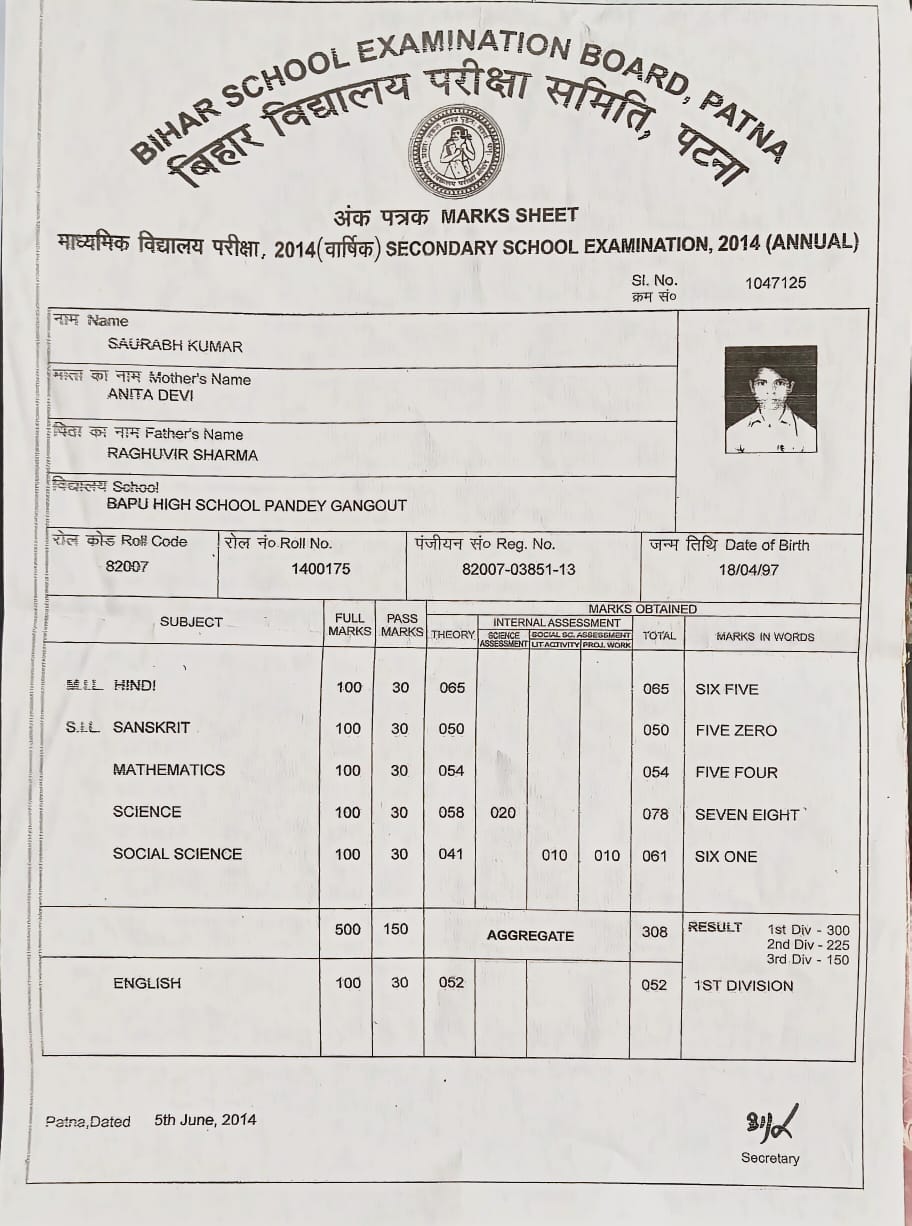 BIHAR SCHOOL EXAMINATION BOARD, PATNA
बिहार विद्यालय परीक्षा समिति, पटना
अंक पत्रक MARKS SHEET
माध्यमिक विद्यालय परीक्षा, 2014(वार्षिक) SECONDARY SCHOOL EXAMINATION, 2014 (ANNUAL)
Sl. No. 1047125
क्रम सं०
नाम Name
SAURABH KUMAR
माता का नाम Mother's Name
ANITA DEVI
पिता का नाम Father's Name
RAGHUVIR SHARMA
विद्यालय School
BAPU HIGH SCHOOL PANDEY GANGOUT
रोल कोड Roll Code रोल नं० Roll No. पंजीयन सं० Reg. No. जन्म तिथि Date of Birth
82007 1400175 82007-03851-13 18/04/97
SUBJECT FULL MARKS PASS MARKS MARKS OBTAINED
THEORY INTERNAL ASSESSMENT TOTAL MARKS IN WORDS
SCIENCE ASSESSMENT SOCIAL SC. ASSESSMENT
LIT.ACTIVITY PROJ. WORK
M.I.L HINDI 100 30 065 065 SIX FIVE
S.I.L SANSKRIT 100 30 050 050 FIVE ZERO
MATHEMATICS 100 30 054 054 FIVE FOUR
SCIENCE 100 30 058 020 078 SEVEN EIGHT
SOCIAL SCIENCE 100 30 041 010 010 061 SIX ONE
500 150 AGGREGATE 308 RESULT 1st Div - 300
2nd Div - 225
3rd Div - 150
ENGLISH 100 30 052 052 1ST DIVISION
Patna,Dated 5th June, 2014
Secretary